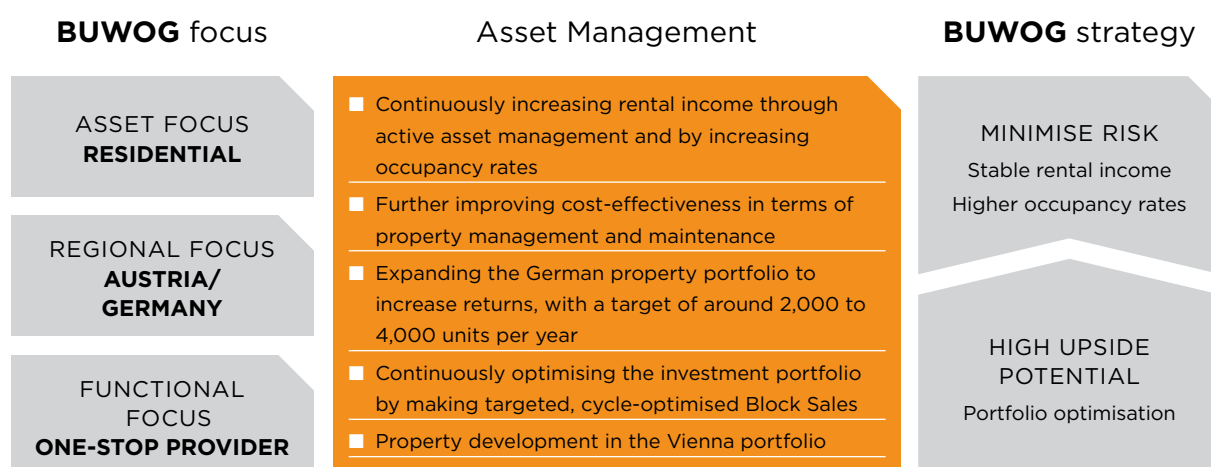 BUWOG focus
ASSET FOCUS
RESIDENTIAL
REGIONAL FOCUS
AUSTRIA/
GERMANY
FUNCTIONAL
FOCUS
ONE-STOP PROVIDER
Asset Management
Continuously increasing rental income through
active asset management and by increasing
occupancy rates
Further improving cost-effectiveness in terms of
property management and maintenance
Expanding the German property portfolio to
increase returns, with a target of around 2,000 to
4,000 units per year
Continuously optimising the investment portfolio
by making targeted, cycle-optimised Block Sales
Property development in the Vienna portfolio
BUWOG strategy
MINIMISE RISK
Stable rental income
Higher occupancy rates
HIGH UPSIDE
POTENTIAL
Portfolio optimisation